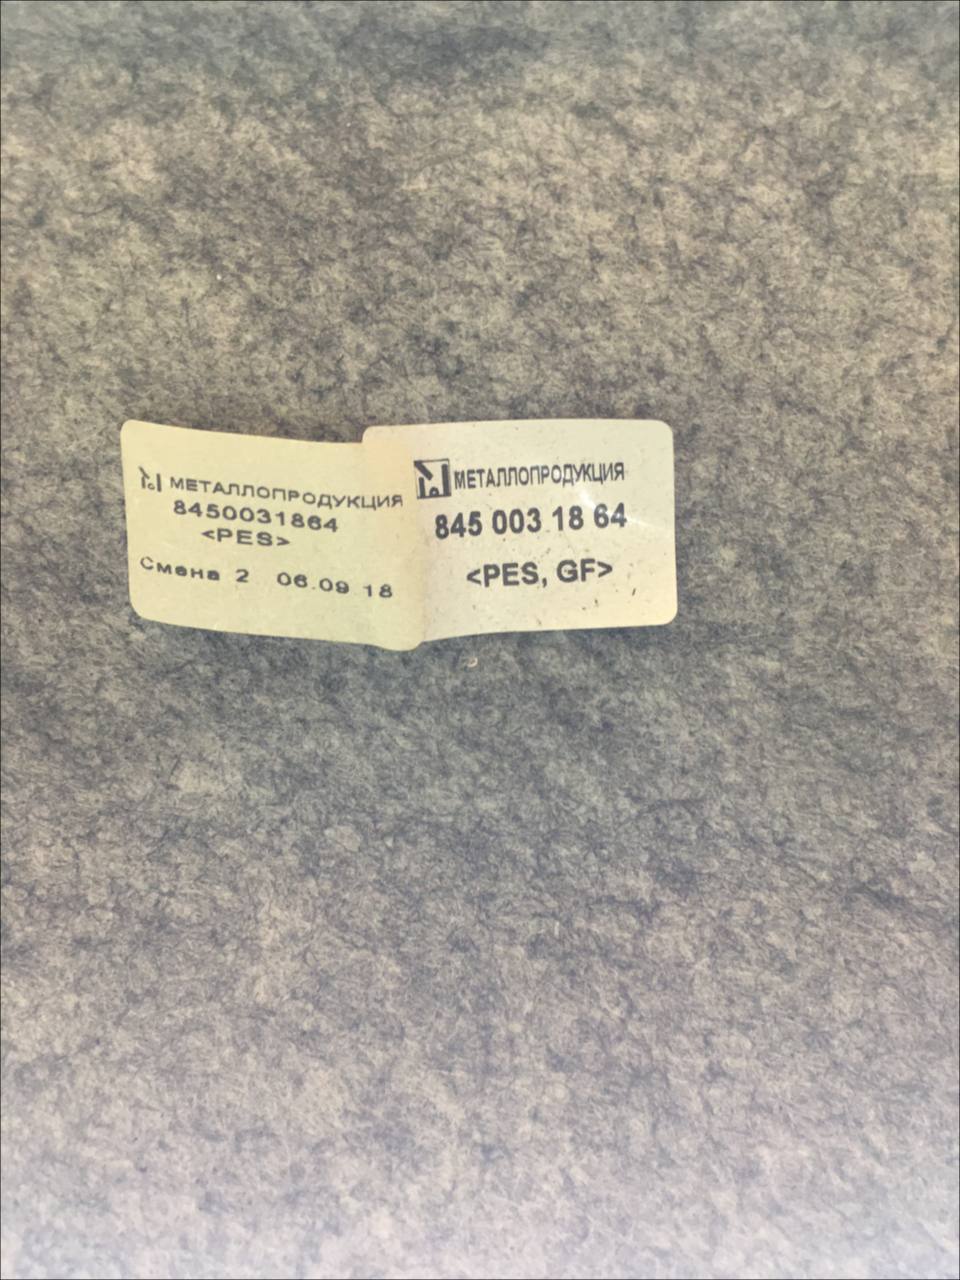 МЕТАЛЛОПРОДУКЦИЯ
8450031864
<PES>
Смена 2 06.09 18
МЕТАЛЛОПРОДУКЦИЯ
845 003 18 64
<PES, GF>